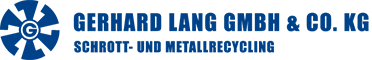 G
GERHARD LANG GMBH & CO. KG
SCHROTT- UND METALLRECYCLING